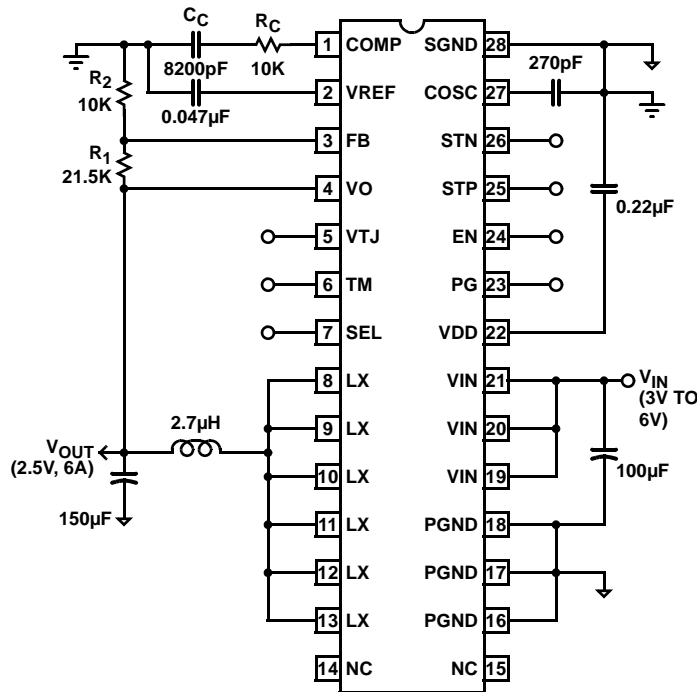 CC
RC
8200pF
10K
R2
10K
0.047µF
R1
21.5K
1 COMP SGND 28
270pF
2 VREF COSC 27
3 FB STN 26
4 VO STP 25
0.22µF
5 VTJ EN 24
6 TM PG 23
7 SEL VDD 22
8 LX VIN 21
VIN
(3V TO
6V)
2.7µH
9 LX VIN 20
VOUT
(2.5V, 6A)
10 LX VIN 19
100µF
150µF
11 LX PGND 18
12 LX PGND 17
13 LX PGND 16
14 NC NC 15